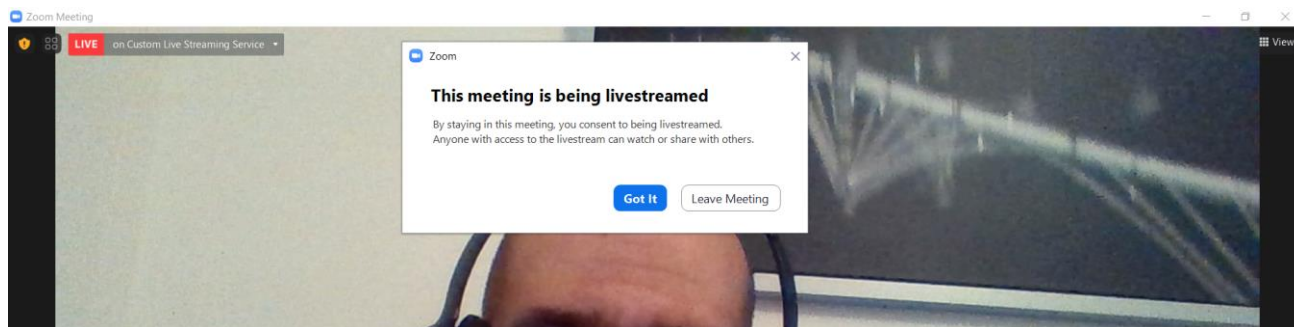 Zoom Meeting
LIVE on Custom Live Streaming Service
View
Zoom
This meeting is being livestreamed
By staying in this meeting, you consent to being livestreamed.
Anyone with access to the livestream can watch or share with others.
Got It Leave Meeting